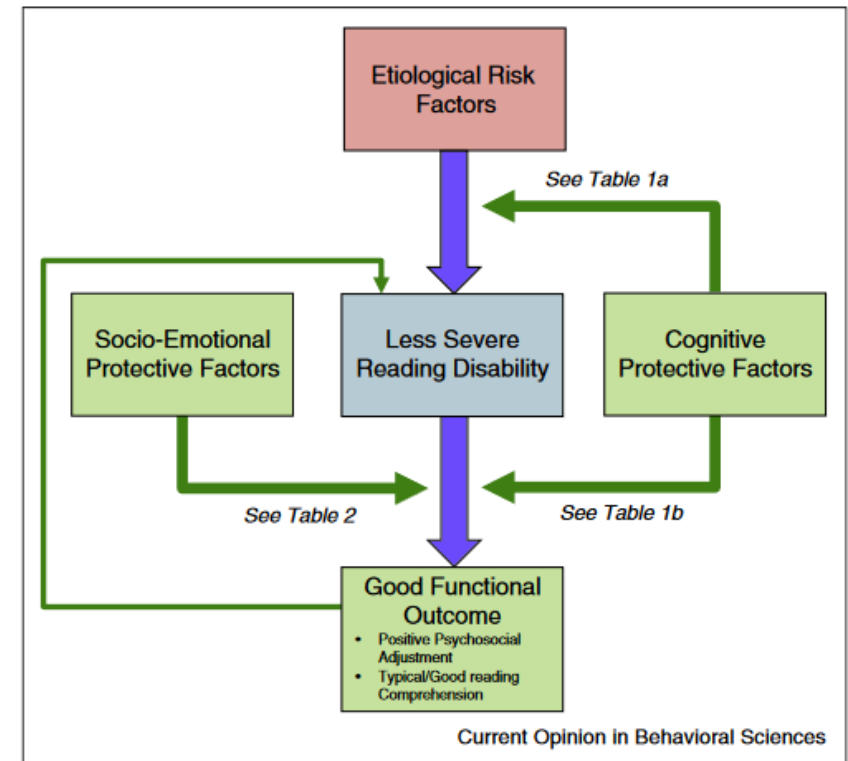 Etiological Risk
Factors
See Table 1a
Socio-Emotional
Protective Factors
Less Severe
Reading Disability
Cognitive
Protective Factors
See Table 2
See Table 1b
Good Functional
Outcome
• Positive Psychosocial
Adjustment
• Typical/Good reading
Comprehension
Current Opinion in Behavioral Sciences